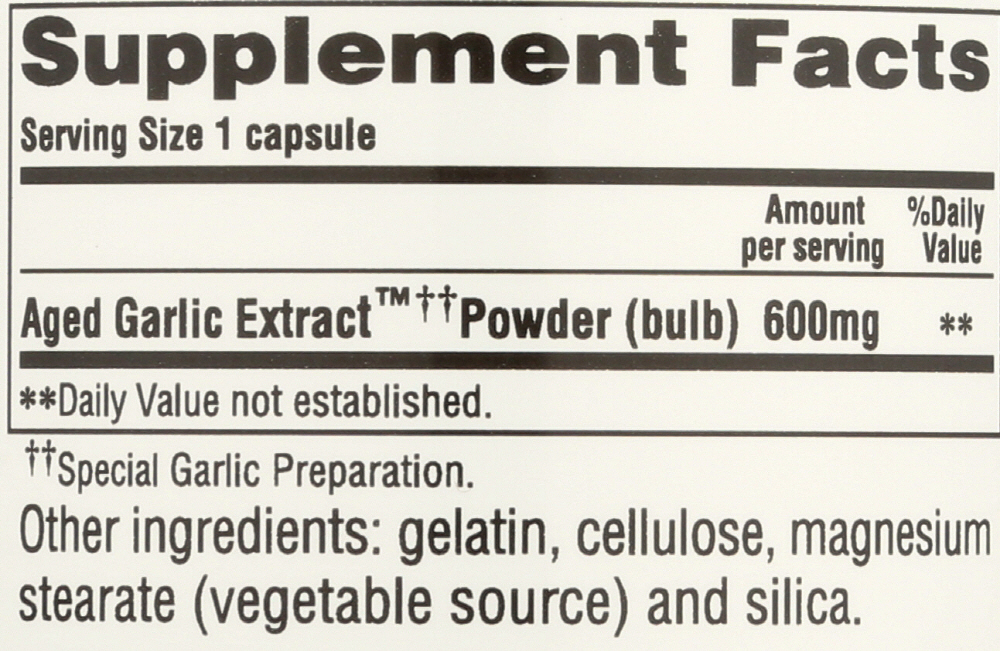 Supplement Facts
Serving Size 1 capsule
Amount per serving %Daily Value
Aged Garlic Extract™††Powder (bulb) 600mg **
**Daily Value not established.
††Special Garlic Preparation.
Other ingredients: gelatin, cellulose, magnesium
stearate (vegetable source) and silica.